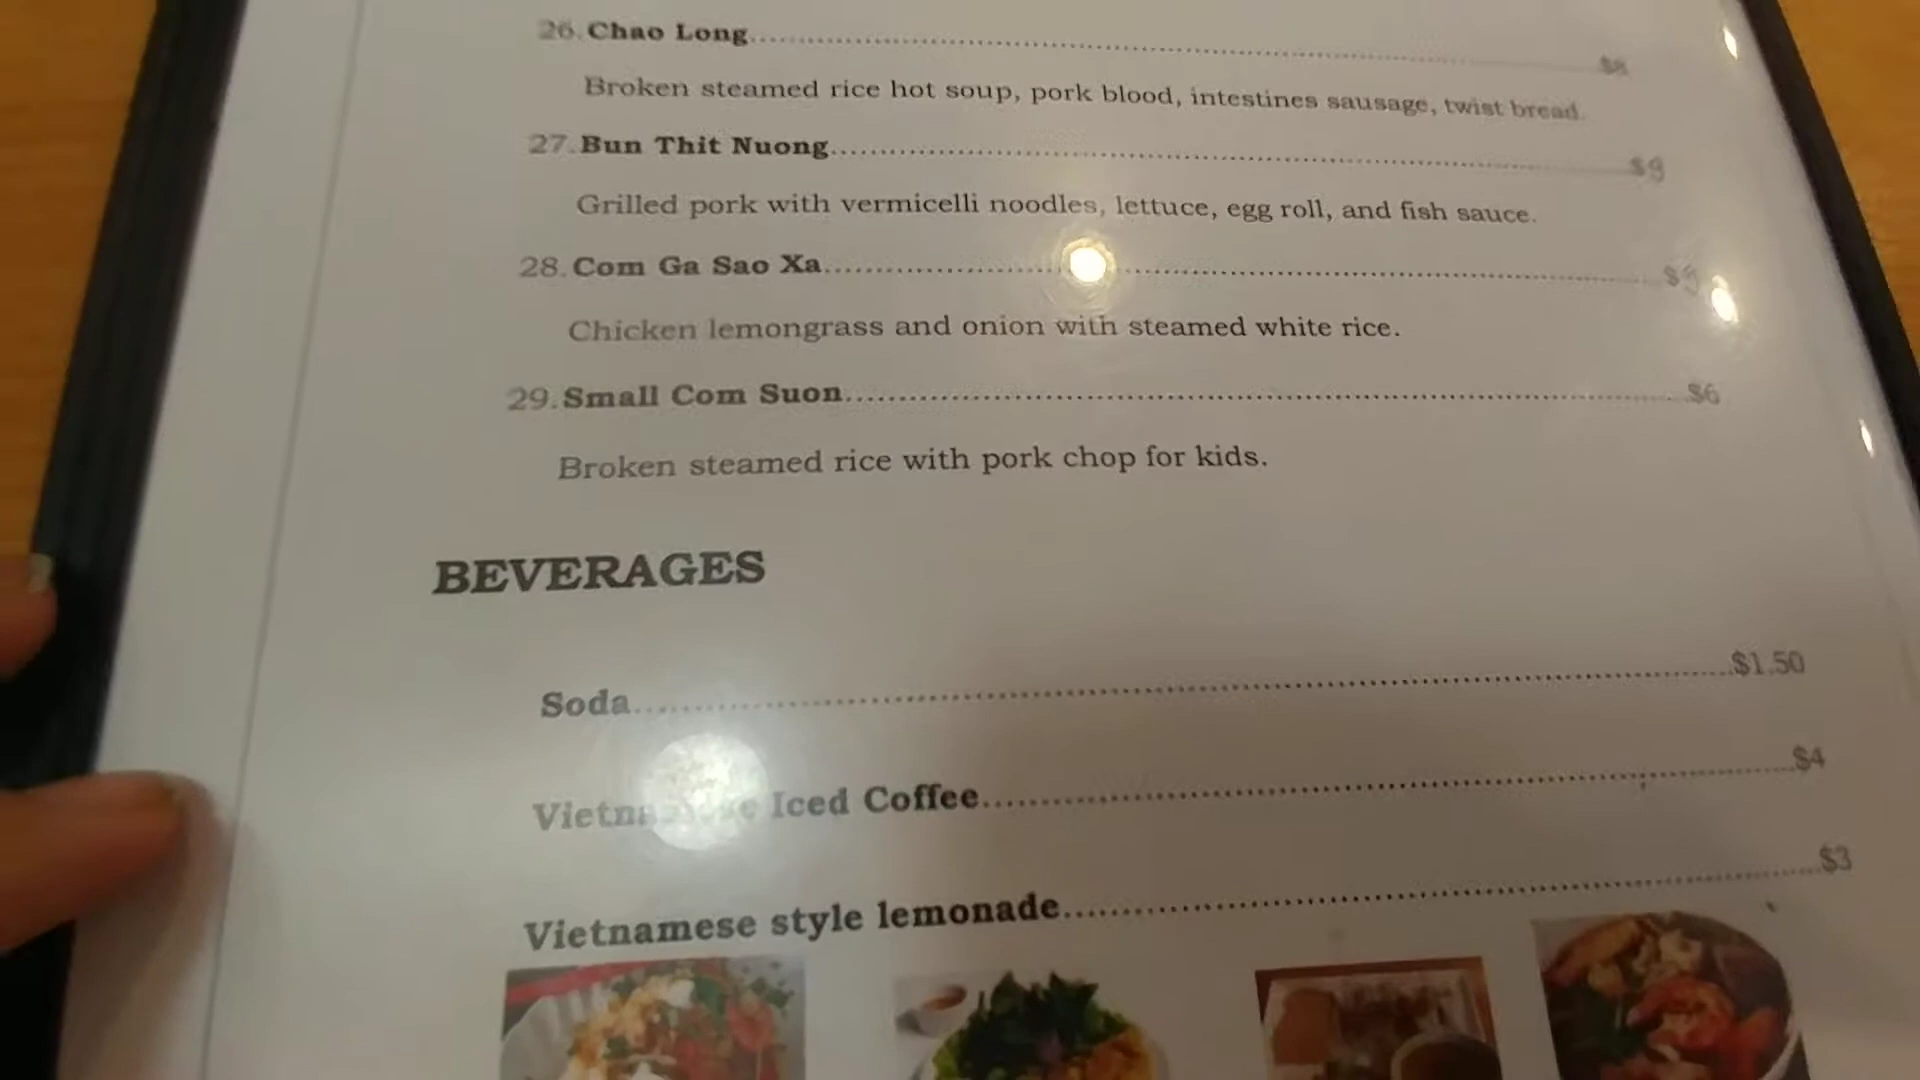 26. Chao Long
Broken steamed rice hot soup, pork blood, intestines sausage, twist bread.
27. Bun Thit Nuong $9
Grilled pork with vermicelli noodles, lettuce, egg roll, and fish sauce.
28. Com Ga Sao Xa
Chicken lemongrass and onion with steamed white rice.
29. Small Com Suon $6
Broken steamed rice with pork chop for kids.
BEVERAGES
Soda $1.50
Vietnamese Iced Coffee $4
Vietnamese style lemonade $3